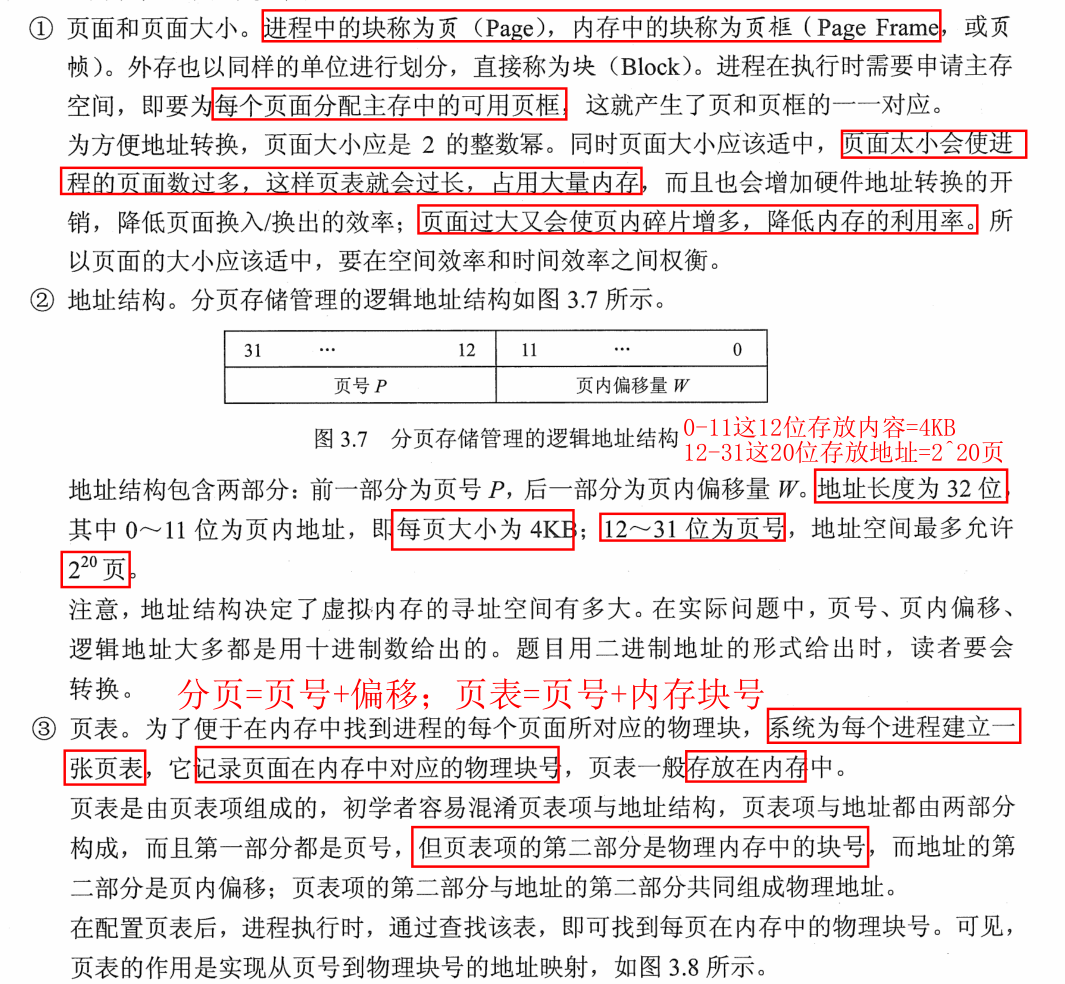 ① 页面和页面大小。进程中的块称为页（Page），内存中的块称为页框（Page Frame，或页
帧）。外存也以同样的单位进行划分，直接称为块（Block）。进程在执行时需要申请主存
空间，即要为每个页面分配主存中的可用页框，这就产生了页和页框的一一对应。
为方便地址转换，页面大小应是 2 的整数幂。同时页面大小应该适中，页面太小会使进
程的页面数过多，这样页表就会过长，占用大量内存，而且也会增加硬件地址转换的开
销，降低页面换入/换出的效率；页面过大又会使页内碎片增多，降低内存的利用率。所
以页面的大小应该适中，要在空间效率和时间效率之间权衡。
② 地址结构。分页存储管理的逻辑地址结构如图 3.7 所示。
31 … 12 11 … 0
页号 P 页内偏移量 W
图 3.7 分页存储管理的逻辑地址结构
0-11这12位存放内容=4KB
12-31这20位存放地址=2^20页
地址结构包含两部分：前一部分为页号 P，后一部分为页内偏移量 W。地址长度为 32 位，
其中 0～11 位为页内地址，即每页大小为 4KB；12～31 位为页号，地址空间最多允许
2²⁰ 页。
注意，地址结构决定了虚拟内存的寻址空间有多大。在实际问题中，页号、页内偏移、
逻辑地址大多都是用十进制数给出的。题目用二进制地址的形式给出时，读者要会
转换。
分页=页号+偏移；页表=页号+内存块号
③ 页表。为了便于在内存中找到进程的每个页面所对应的物理块，系统为每个进程建立一
张页表，它记录页面在内存中对应的物理块号，页表一般存放在内存中。
页表是由页表项组成的，初学者容易混淆页表项与地址结构，页表项与地址都由两部分
构成，而且第一部分都是页号，但页表项的第二部分是物理内存中的块号，而地址的第
二部分是页内偏移；页表项的第二部分与地址的第二部分共同组成物理地址。
在配置页表后，进程执行时，通过查找该表，即可找到每页在内存中的物理块号。可见，
页表的作用是实现从页号到物理块号的地址映射，如图 3.8 所示。